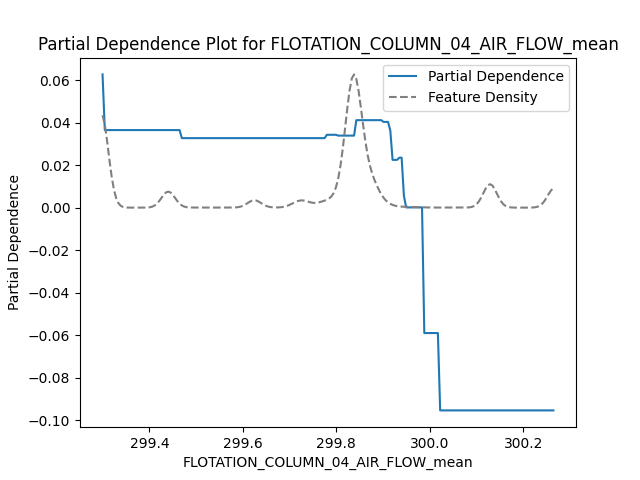 Partial Dependence Plot for FLOTATION_COLUMN_04_AIR_FLOW_mean
Partial Dependence
Feature Density
0.06
0.04
0.02
0.00
−0.02
−0.04
−0.06
−0.08
−0.10
Partial Dependence
299.4
299.6
299.8
300.0
300.2
FLOTATION_COLUMN_04_AIR_FLOW_mean